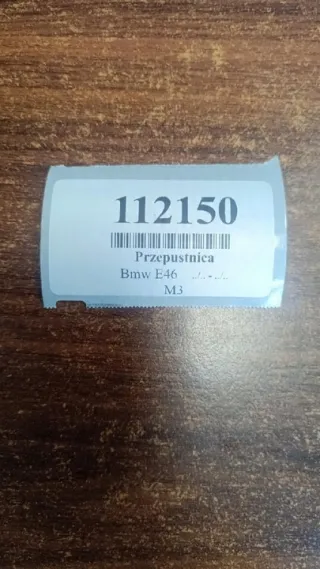 112150
Przepustnica
Bmw E46
M3